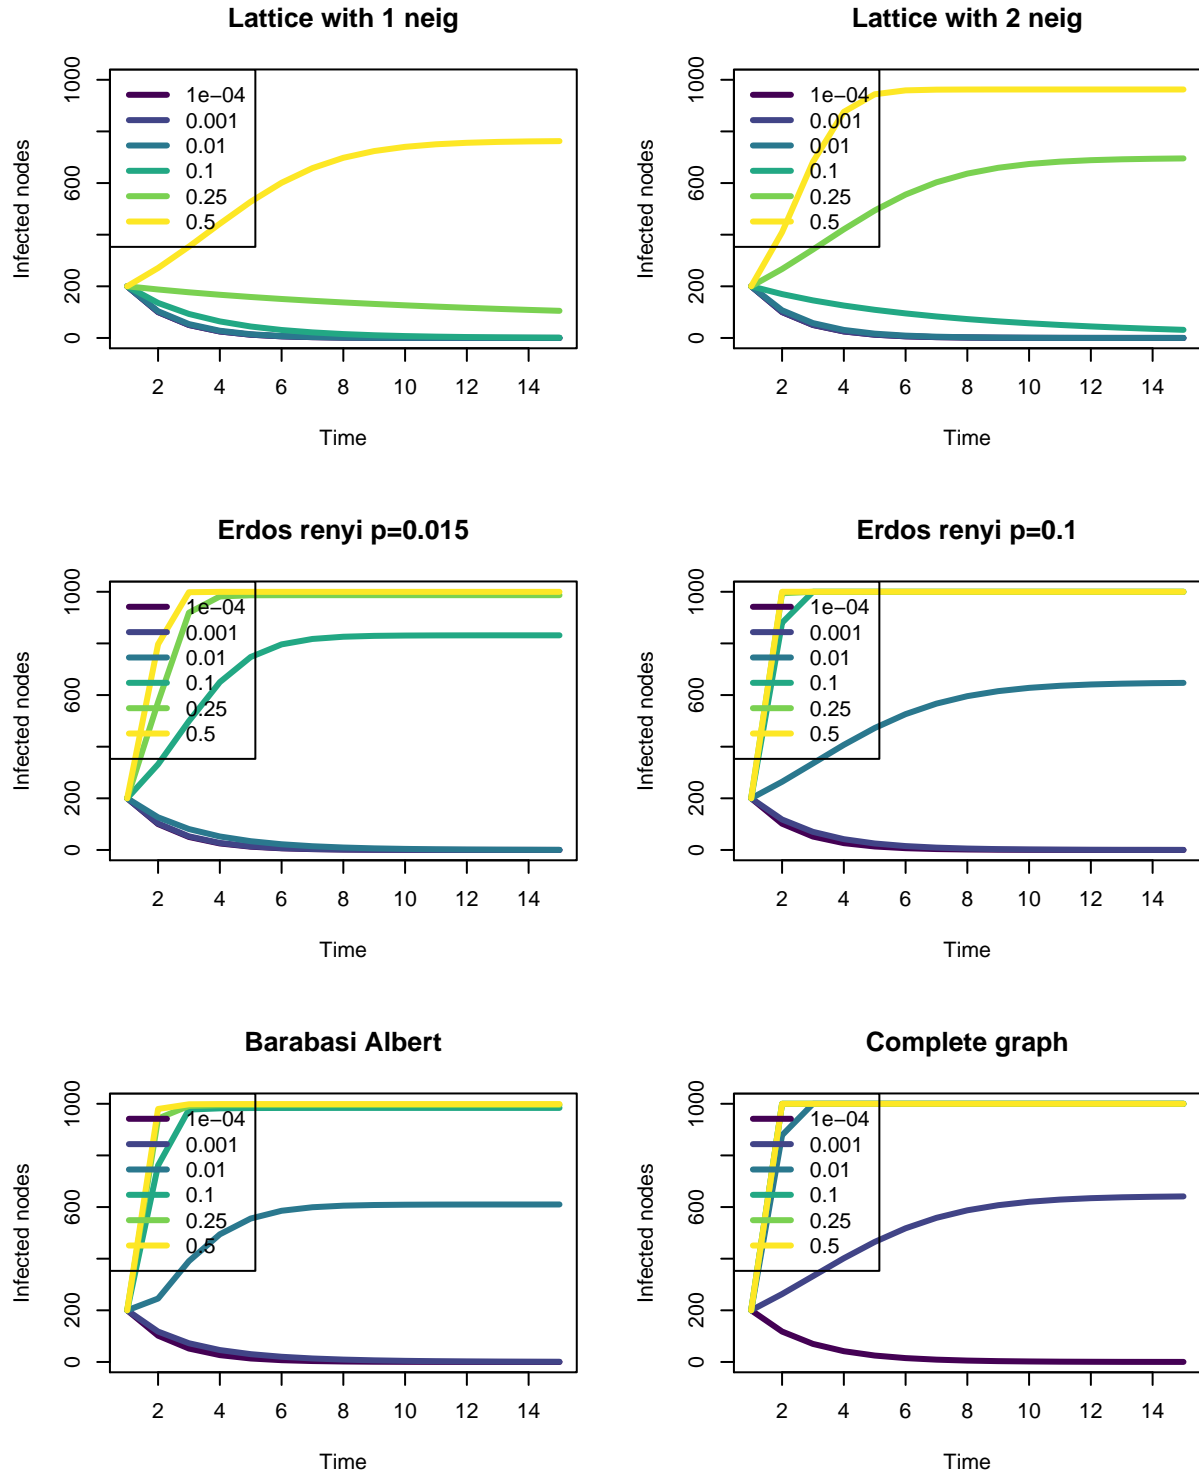 Lattice with 1 neig
Infected nodes
0 200 600 1000
1e−04
0.001
0.01
0.1
0.25
0.5
2 4 6 8 10 12 14
Time
Lattice with 2 neig
Infected nodes
0 200 600 1000
1e−04
0.001
0.01
0.1
0.25
0.5
2 4 6 8 10 12 14
Time
Erdos renyi p=0.015
Infected nodes
0 200 600 1000
1e−04
0.001
0.01
0.1
0.25
0.5
2 4 6 8 10 12 14
Time
Erdos renyi p=0.1
Infected nodes
0 200 600 1000
1e−04
0.001
0.01
0.1
0.25
0.5
2 4 6 8 10 12 14
Time
Barabasi Albert
Infected nodes
0 200 600 1000
1e−04
0.001
0.01
0.1
0.25
0.5
2 4 6 8 10 12 14
Time
Complete graph
Infected nodes
0 200 600 1000
1e−04
0.001
0.01
0.1
0.25
0.5
2 4 6 8 10 12 14
Time